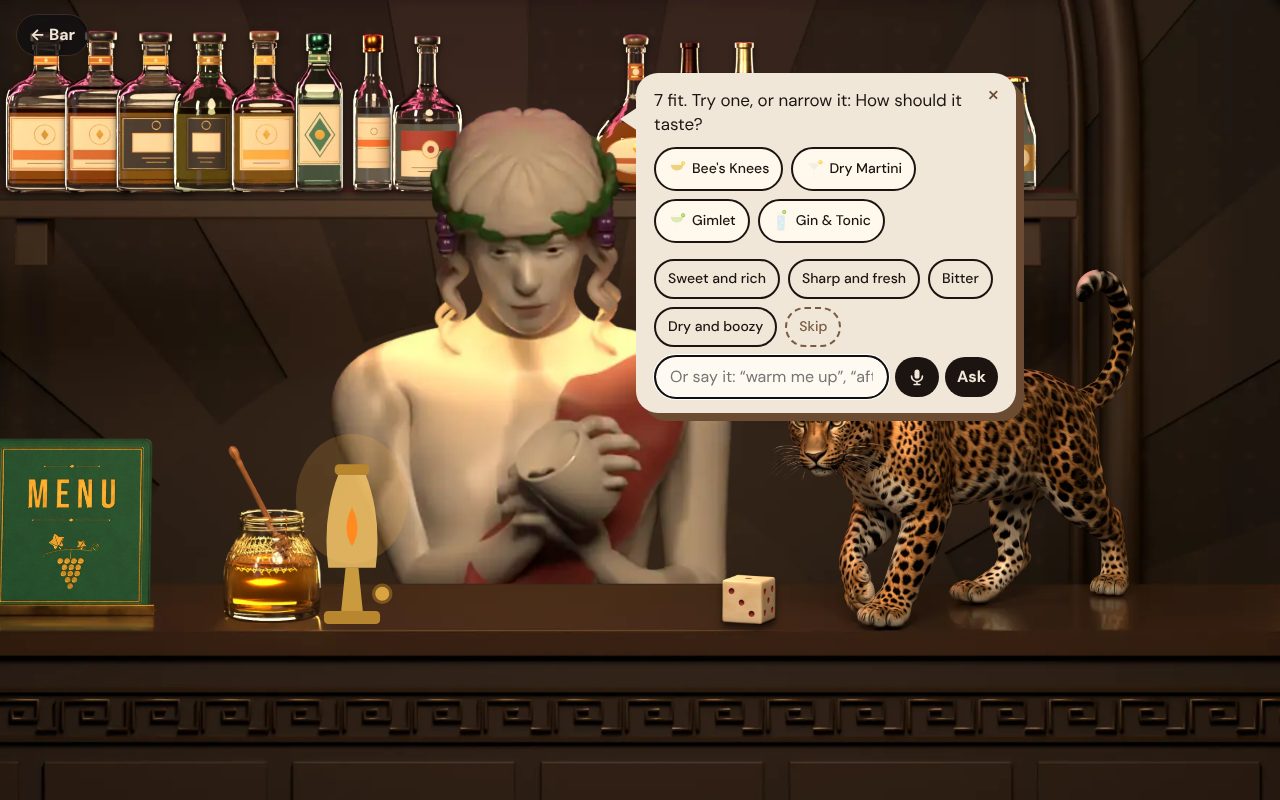 ← Bar
7 fit. Try one, or narrow it: How should it
taste?
×
Bee's Knees
Dry Martini
Gimlet
Gin & Tonic
Sweet and rich
Sharp and fresh
Bitter
Dry and boozy
Skip
Or say it: “warm me up”, “aft
Ask
MENU